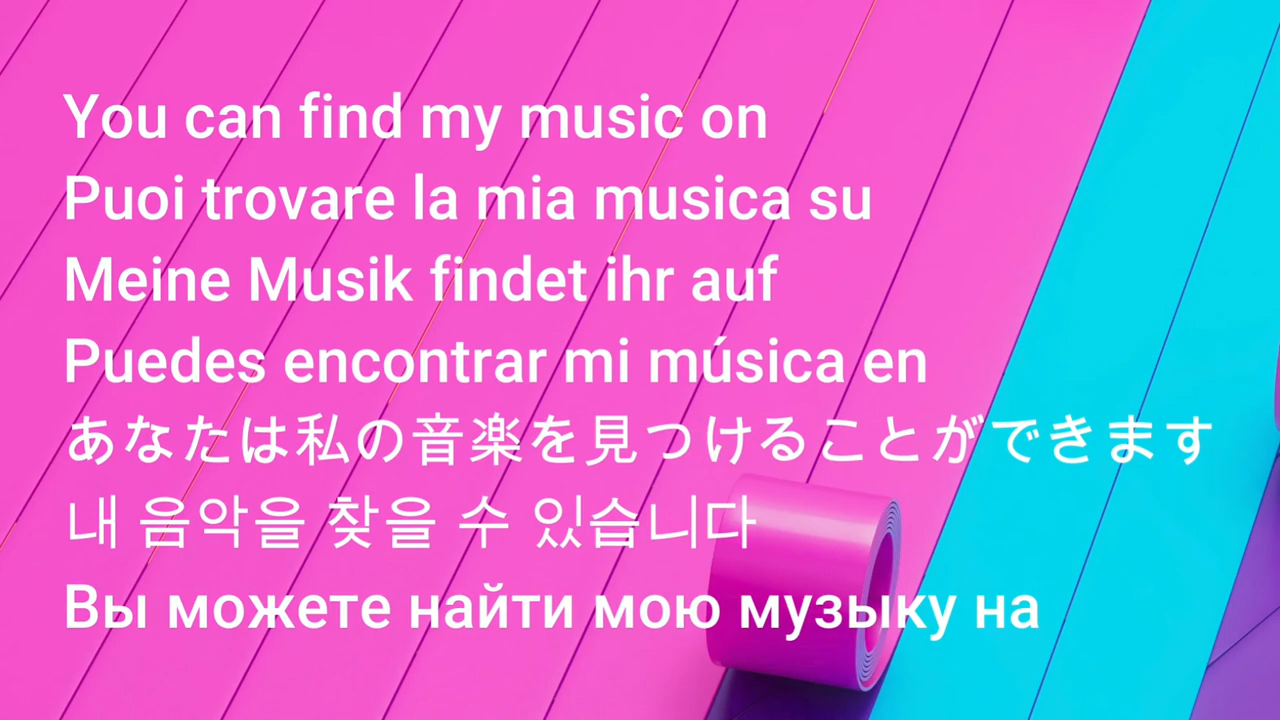 You can find my music on
Puoi trovare la mia musica su
Meine Musik findet ihr auf
Puedes encontrar mi música en
あなたは私の音楽を見つけることができます
내 음악을 찾을 수 있습니다
Вы можете найти мою музыку на